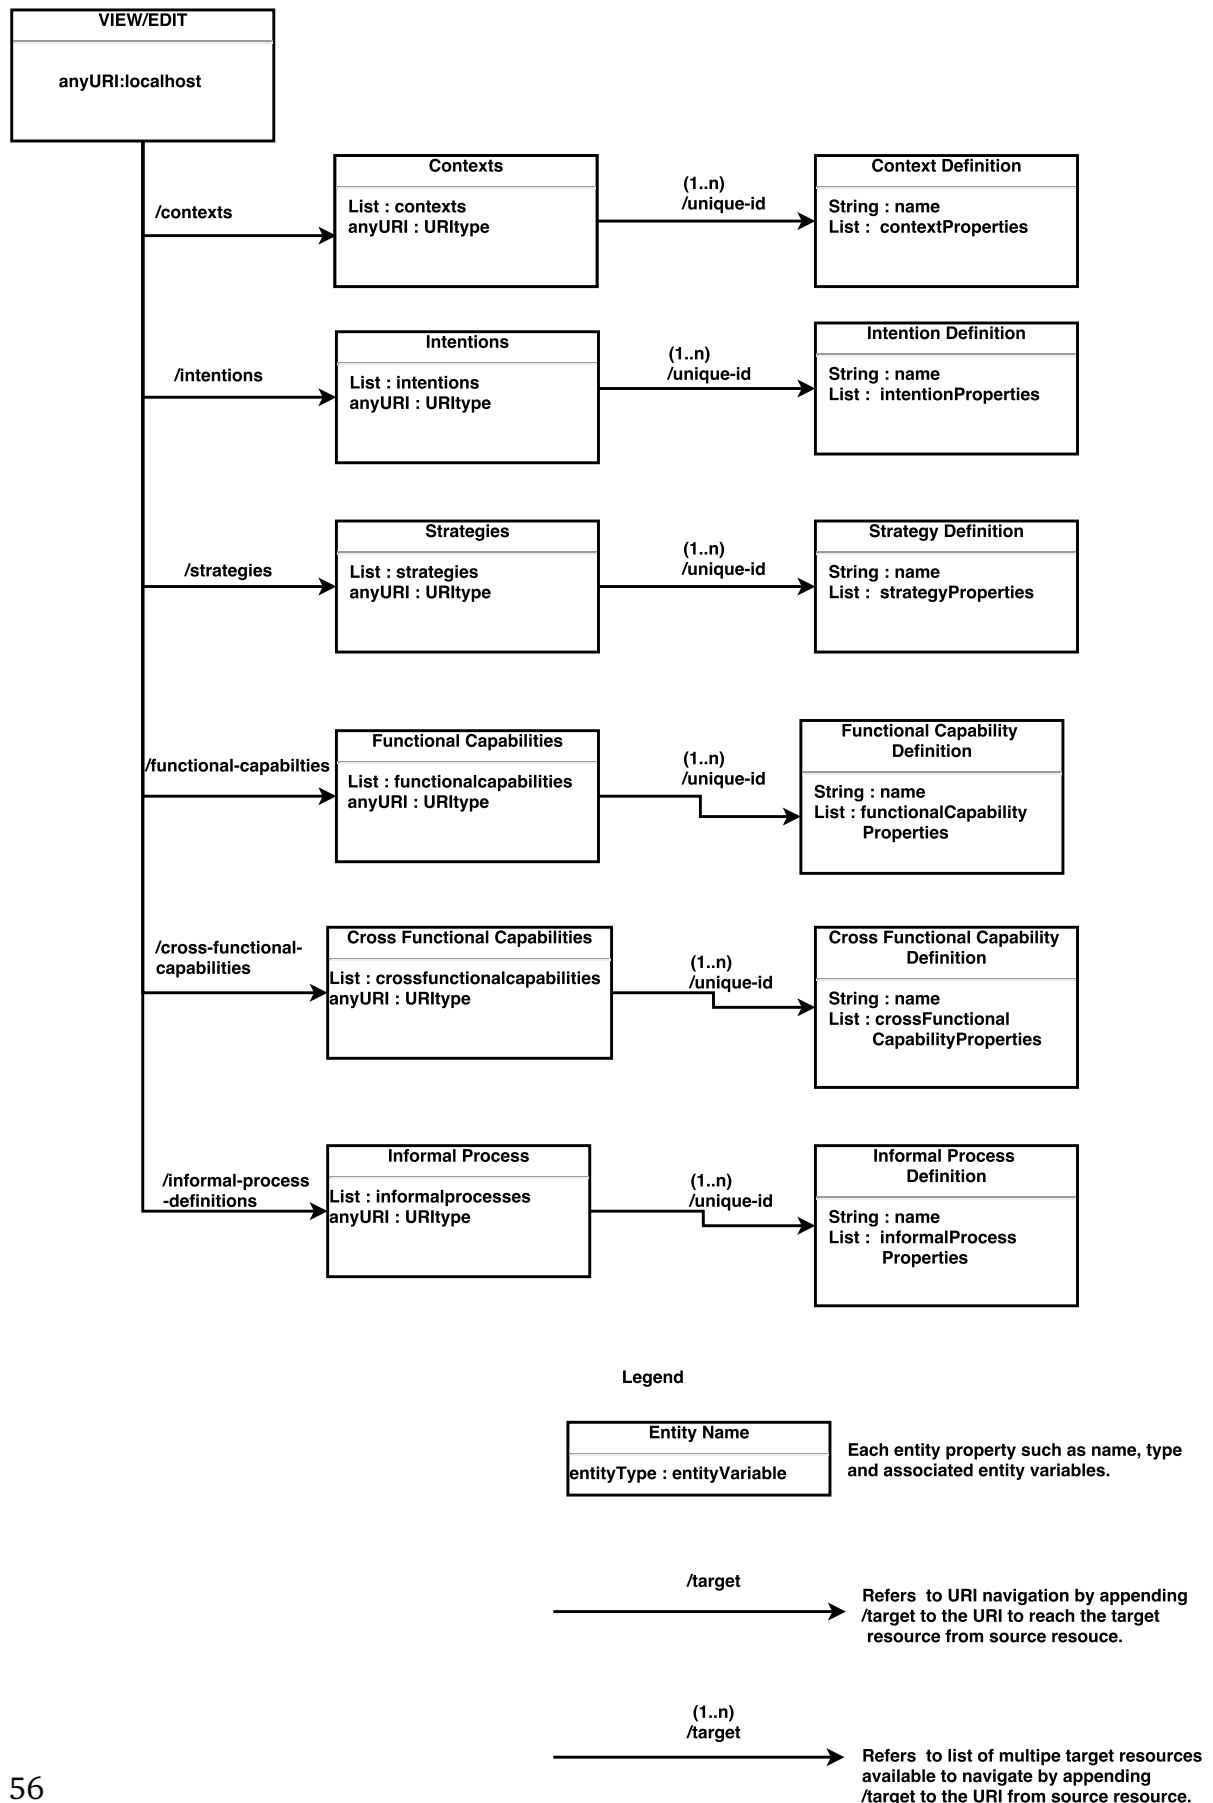 VIEW/EDIT
anyURI:localhost
/contexts
Contexts
List : contexts
anyURI : URItype
(1..n)
/unique-id
Context Definition
String : name
List :  contextProperties
/intentions
Intentions
List : intentions
anyURI : URItype
(1..n)
/unique-id
Intention Definition
String : name
List :  intentionProperties
/strategies
Strategies
List : strategies
anyURI : URItype
(1..n)
/unique-id
Strategy Definition
String : name
List :  strategyProperties
/functional-capabilties
Functional Capabilities
List : functionalcapabilities
anyURI : URItype
(1..n)
/unique-id
Functional Capability
Definition
String : name
List : functionalCapability
Properties
/cross-functional-
capabilities
Cross Functional Capabilities
List : crossfunctionalcapabilities
anyURI : URItype
(1..n)
/unique-id
Cross Functional Capability
Definition
String : name
List : crossFunctional
CapabilityProperties
/informal-process
-definitions
Informal Process
List : informalprocesses
anyURI : URItype
(1..n)
/unique-id
Informal Process
Definition
String : name
List :  informalProcess
Properties
Legend
Entity Name
entityType : entityVariable
Each entity property such as name, type
and associated entity variables.
/target
Refers  to URI navigation by appending
/target to the URI to reach the target
resource from source resouce.
(1..n)
/target
Refers  to list of multipe target resources
available to navigate by appending
/target to the URI from source resource.
56